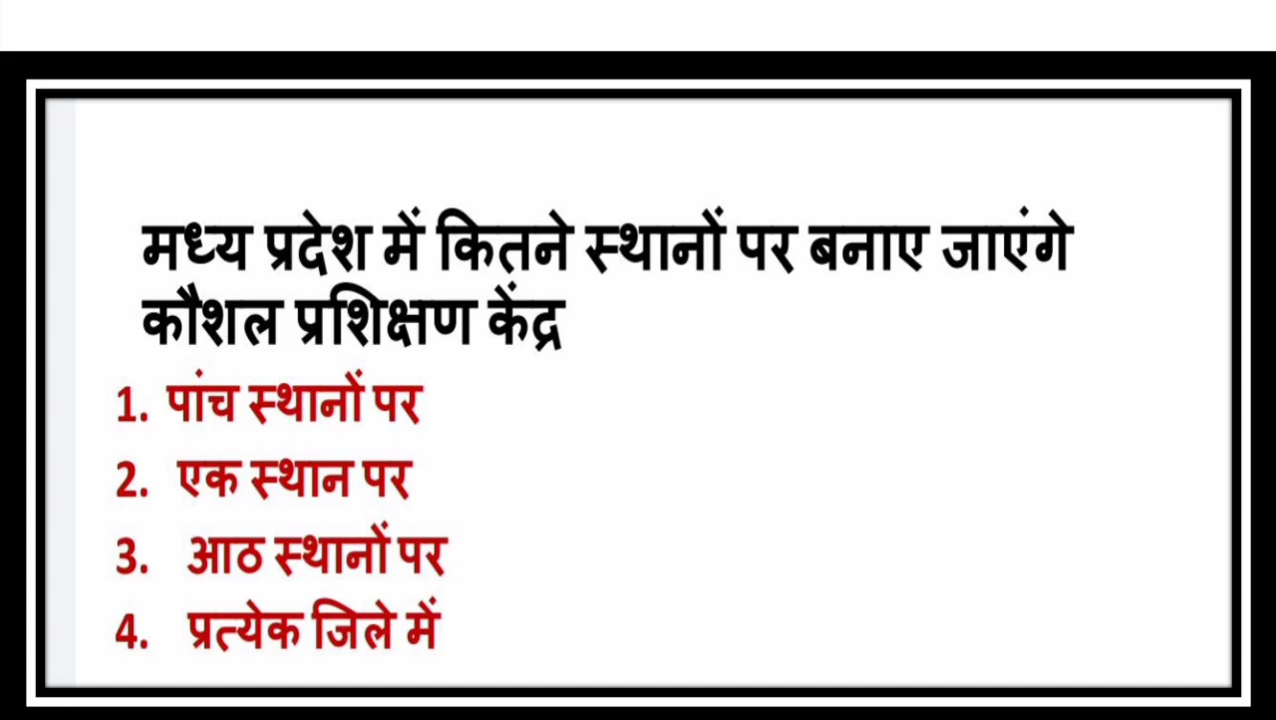 मध्य प्रदेश में कितने स्थानों पर बनाए जाएंगे
कौशल प्रशिक्षण केंद्र
1. पांच स्थानों पर
2. एक स्थान पर
3. आठ स्थानों पर
4. प्रत्येक जिले में